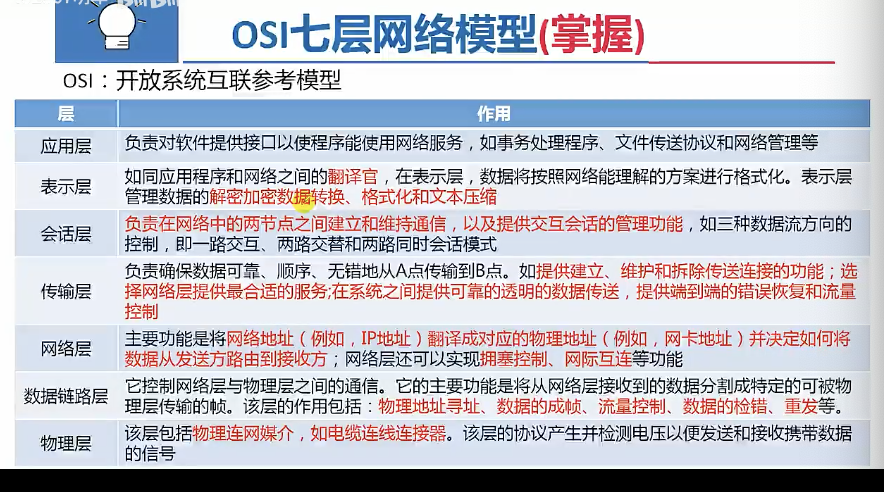 OSI七层网络模型(掌握)
OSI：开放系统互联参考模型
层 作用
应用层 负责对软件提供接口以使程序能使用网络服务，如事务处理程序、文件传送协议和网络管理等
表示层 如同应用程序和网络之间的翻译官，在表示层，数据将按照网络能理解的方案进行格式化。表示层
管理数据的解密加密数据转换、格式化和文本压缩
会话层 负责在网络中的两节点之间建立和维持通信，以及提供交互会话的管理功能，如三种数据流方向的
控制，即一路交互、两路交替和两路同时会话模式
传输层 负责确保数据可靠、顺序、无错地从A点传输到B点。如提供建立、维护和拆除传送连接的功能；选
择网络层提供最合适的服务;在系统之间提供可靠的透明的数据传送，提供端到端的错误恢复和流量
控制
网络层 主要功能是将网络地址（例如，IP地址）翻译成对应的物理地址（例如，网卡地址）并决定如何将
数据从发送方路由到接收方；网络层还可以实现拥塞控制、网际互连等功能
数据链路层 它控制网络层与物理层之间的通信。它的主要功能是将从网络层接收到的数据分割成特定的可被物
理层传输的帧。该层的作用包括：物理地址寻址、数据的成帧、流量控制、数据的检错、重发等。
物理层 该层包括物理连网媒介，如电缆连线连接器。该层的协议产生并检测电压以便发送和接收携带数据
的信号